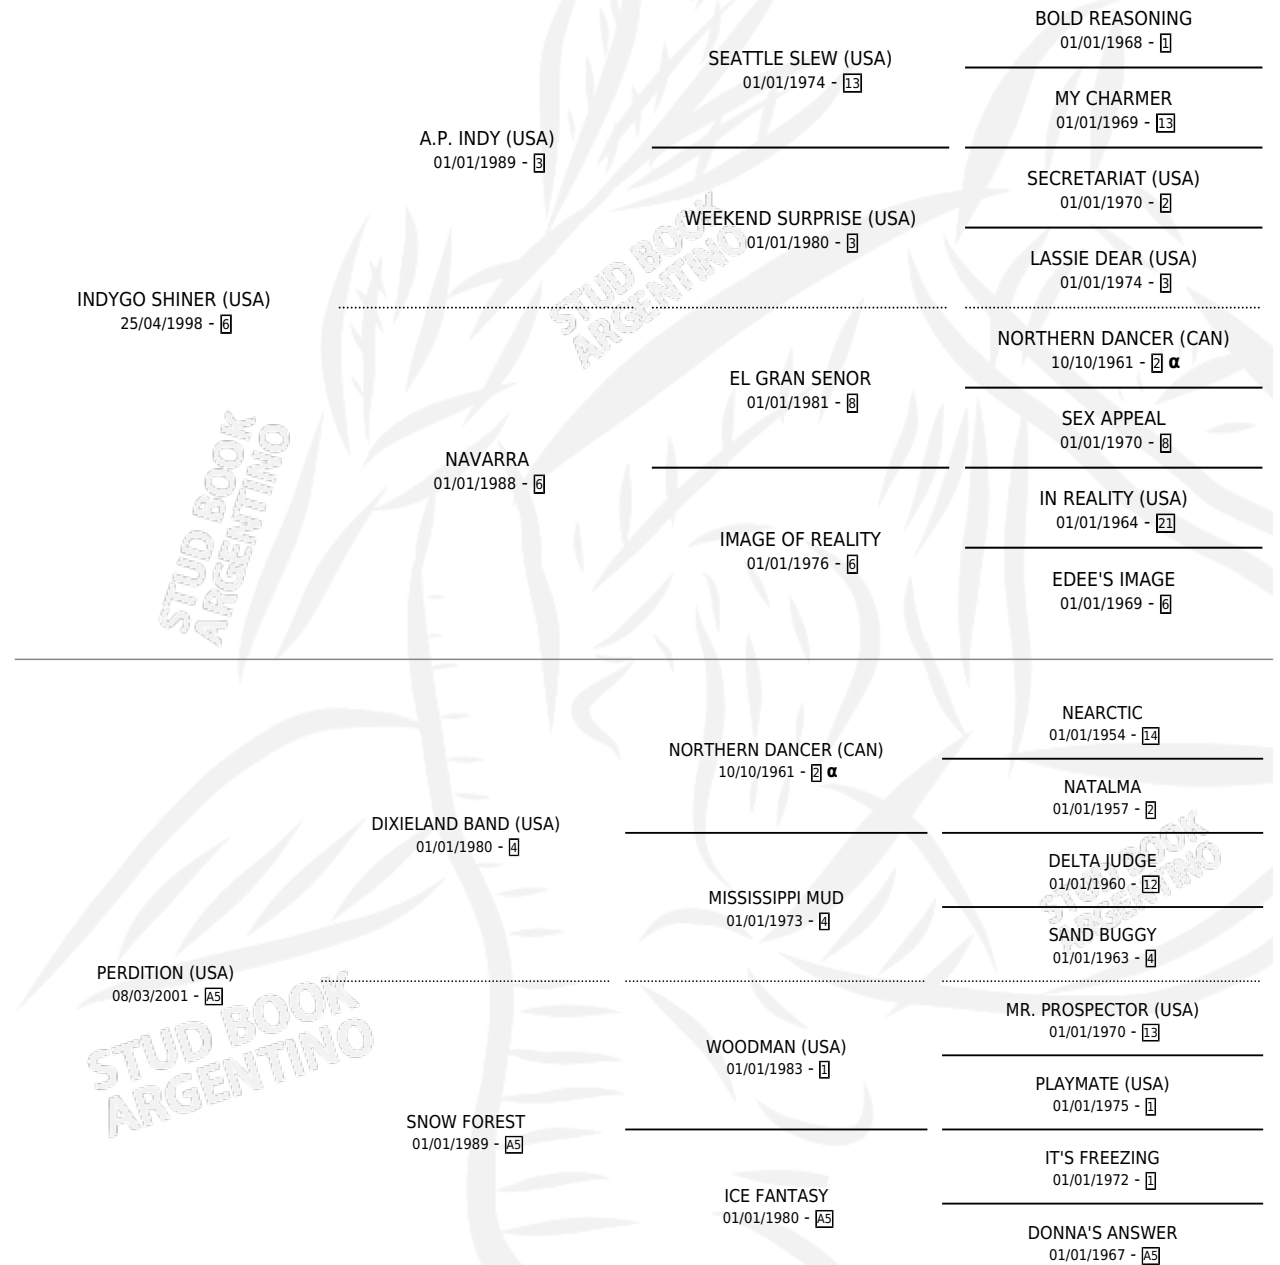 BOLD REASONING
01/01/1968 - 1
SEATTLE SLEW (USA)
01/01/1974 - 13
MY CHARMER
01/01/1969 - 13
A.P. INDY (USA)
01/01/1989 - 3
SECRETARIAT (USA)
01/01/1970 - 2
WEEKEND SURPRISE (USA)
01/01/1980 - 3
LASSIE DEAR (USA)
01/01/1974 - 3
INDYGO SHINER (USA)
25/04/1998 - 6
NORTHERN DANCER (CAN)
10/10/1961 - 2 α
EL GRAN SENOR
01/01/1981 - 8
SEX APPEAL
01/01/1970 - 8
NAVARRA
01/01/1988 - 6
IN REALITY (USA)
01/01/1964 - 21
IMAGE OF REALITY
01/01/1976 - 6
EDEE'S IMAGE
01/01/1969 - 6
NEARCTIC
01/01/1954 - 14
NORTHERN DANCER (CAN)
10/10/1961 - 2 α
NATALMA
01/01/1957 - 2
DIXIELAND BAND (USA)
01/01/1980 - 4
DELTA JUDGE
01/01/1960 - 12
MISSISSIPPI MUD
01/01/1973 - 4
SAND BUGGY
01/01/1963 - 4
PERDITION (USA)
08/03/2001 - A5
MR. PROSPECTOR (USA)
01/01/1970 - 13
WOODMAN (USA)
01/01/1983 - 1
PLAYMATE (USA)
01/01/1975 - 1
SNOW FOREST
01/01/1989 - A5
IT'S FREEZING
01/01/1972 - 1
ICE FANTASY
01/01/1980 - A5
DONNA'S ANSWER
01/01/1967 - A5
STUD BOOK
ARGENTINO
STUD BOOK
ARGENTINO
STUD BOOK
ARGENTINO
STUD BOOK
ARGENTINO